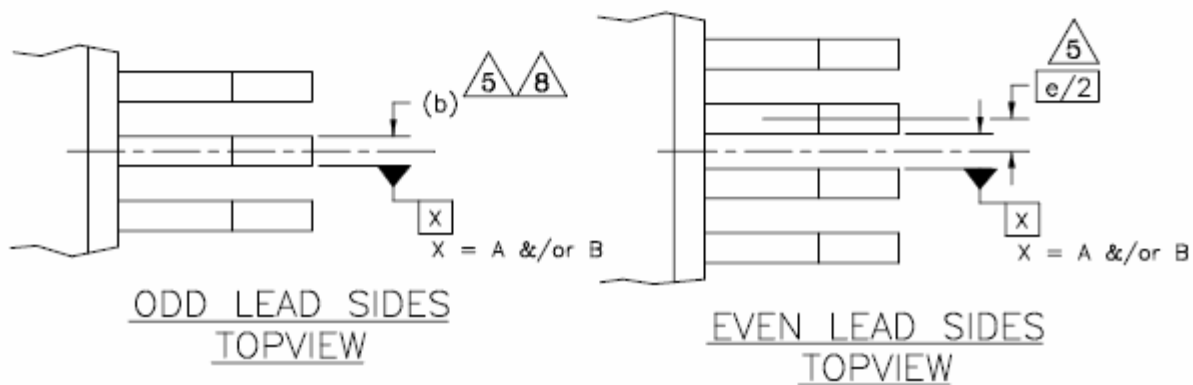 (b) 5 8
X
X = A &/or B
ODD LEAD SIDES
TOPVIEW
5
e/2
X
X = A &/or B
EVEN LEAD SIDES
TOPVIEW